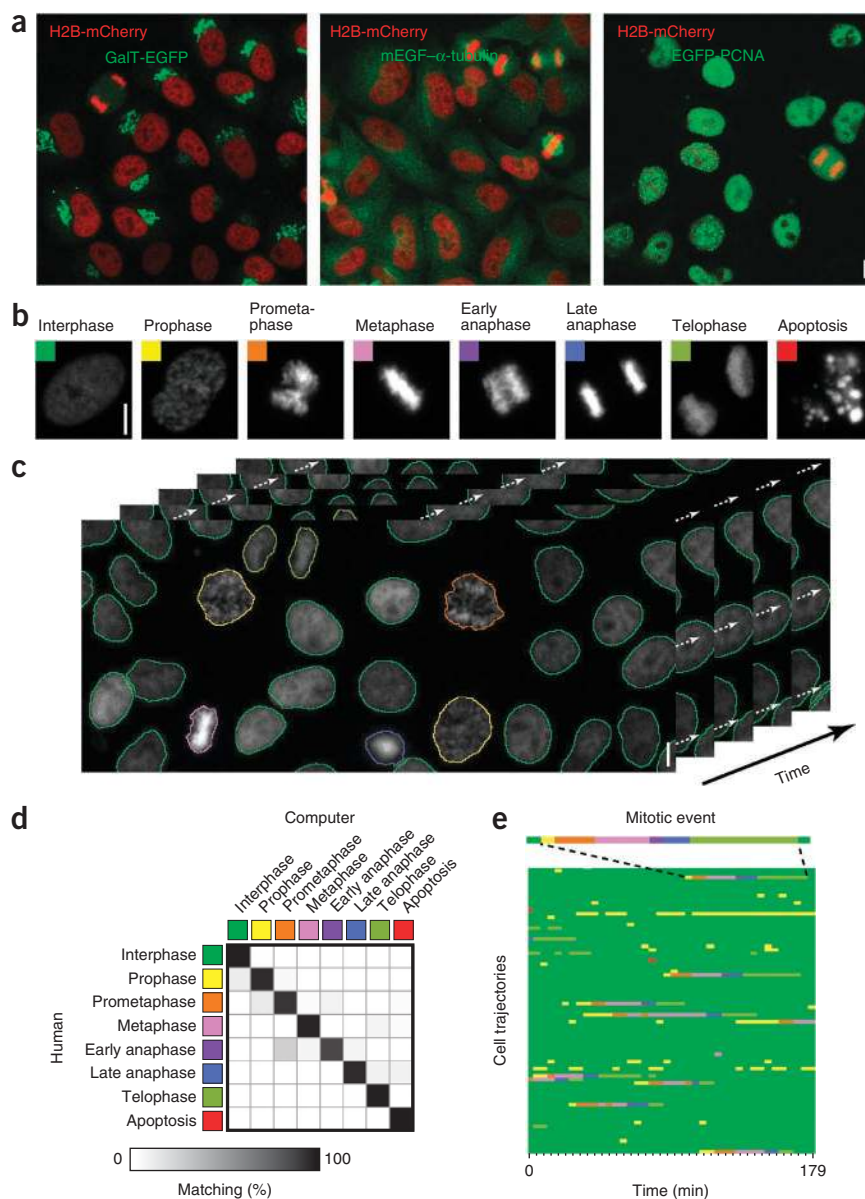 a
H2B-mCherry
GalT-EGFP
H2B-mCherry
mEGF–α-tubulin
H2B-mCherry
EGFP-PCNA
b
Interphase
Prophase
Prometa-
phase
Metaphase
Early
anaphase
Late
anaphase
Telophase
Apoptosis
c
Time
d
Computer
Interphase
Prophase
Prometaphase
Metaphase
Early anaphase
Late anaphase
Telophase
Apoptosis
Human
Interphase
Prophase
Prometaphase
Metaphase
Early anaphase
Late anaphase
Telophase
Apoptosis
0
100
Matching (%)
e
Mitotic event
Cell trajectories
0
179
Time (min)